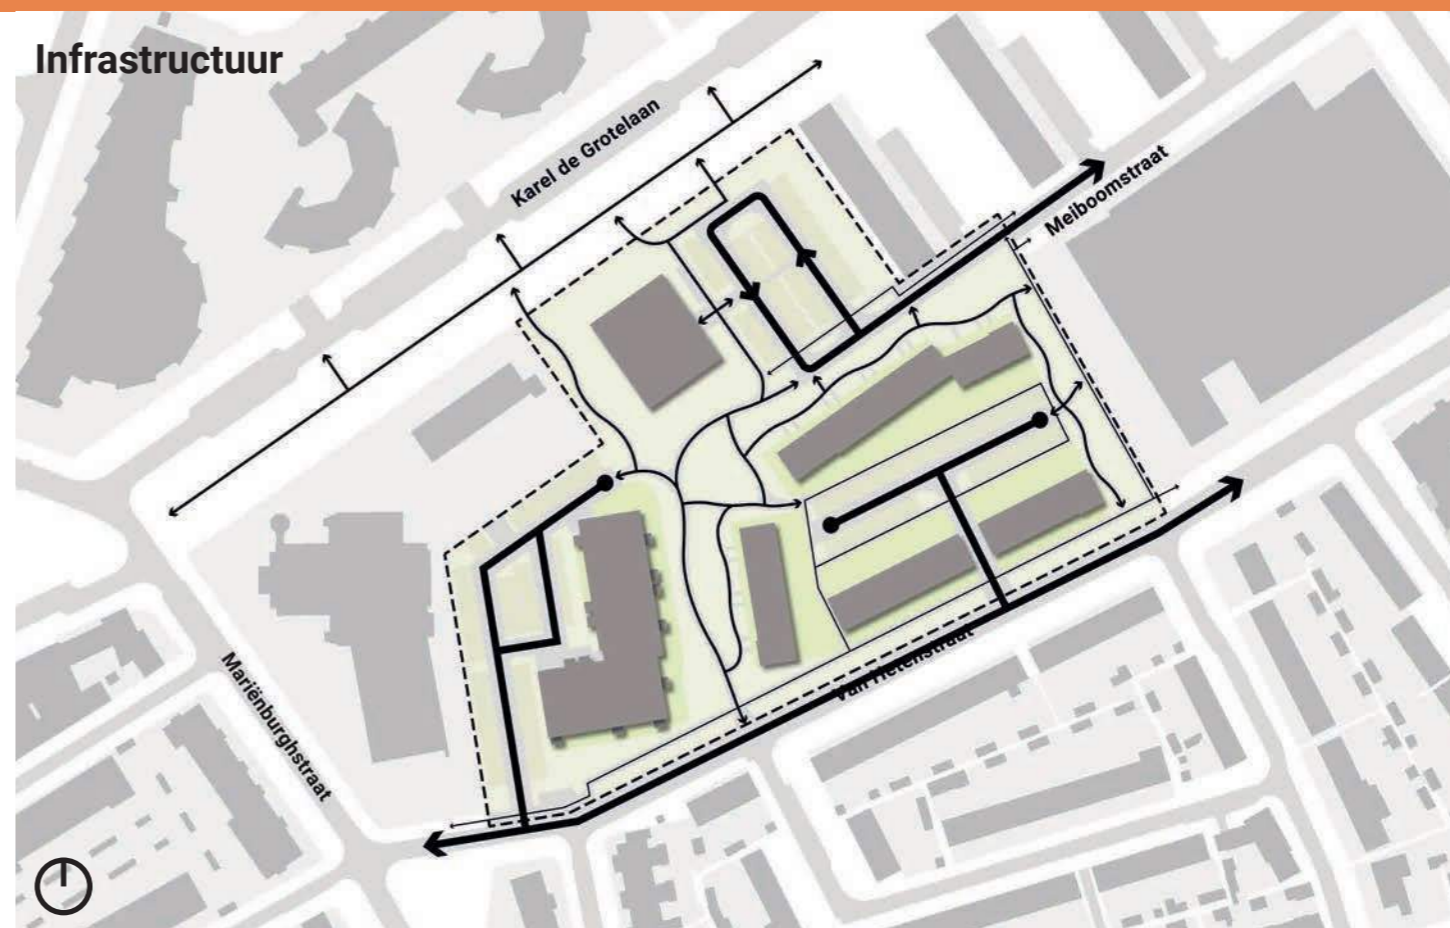 Infrastructuur
Karel de Grotelaan
Meiboomstraat
Mariënburghstraat